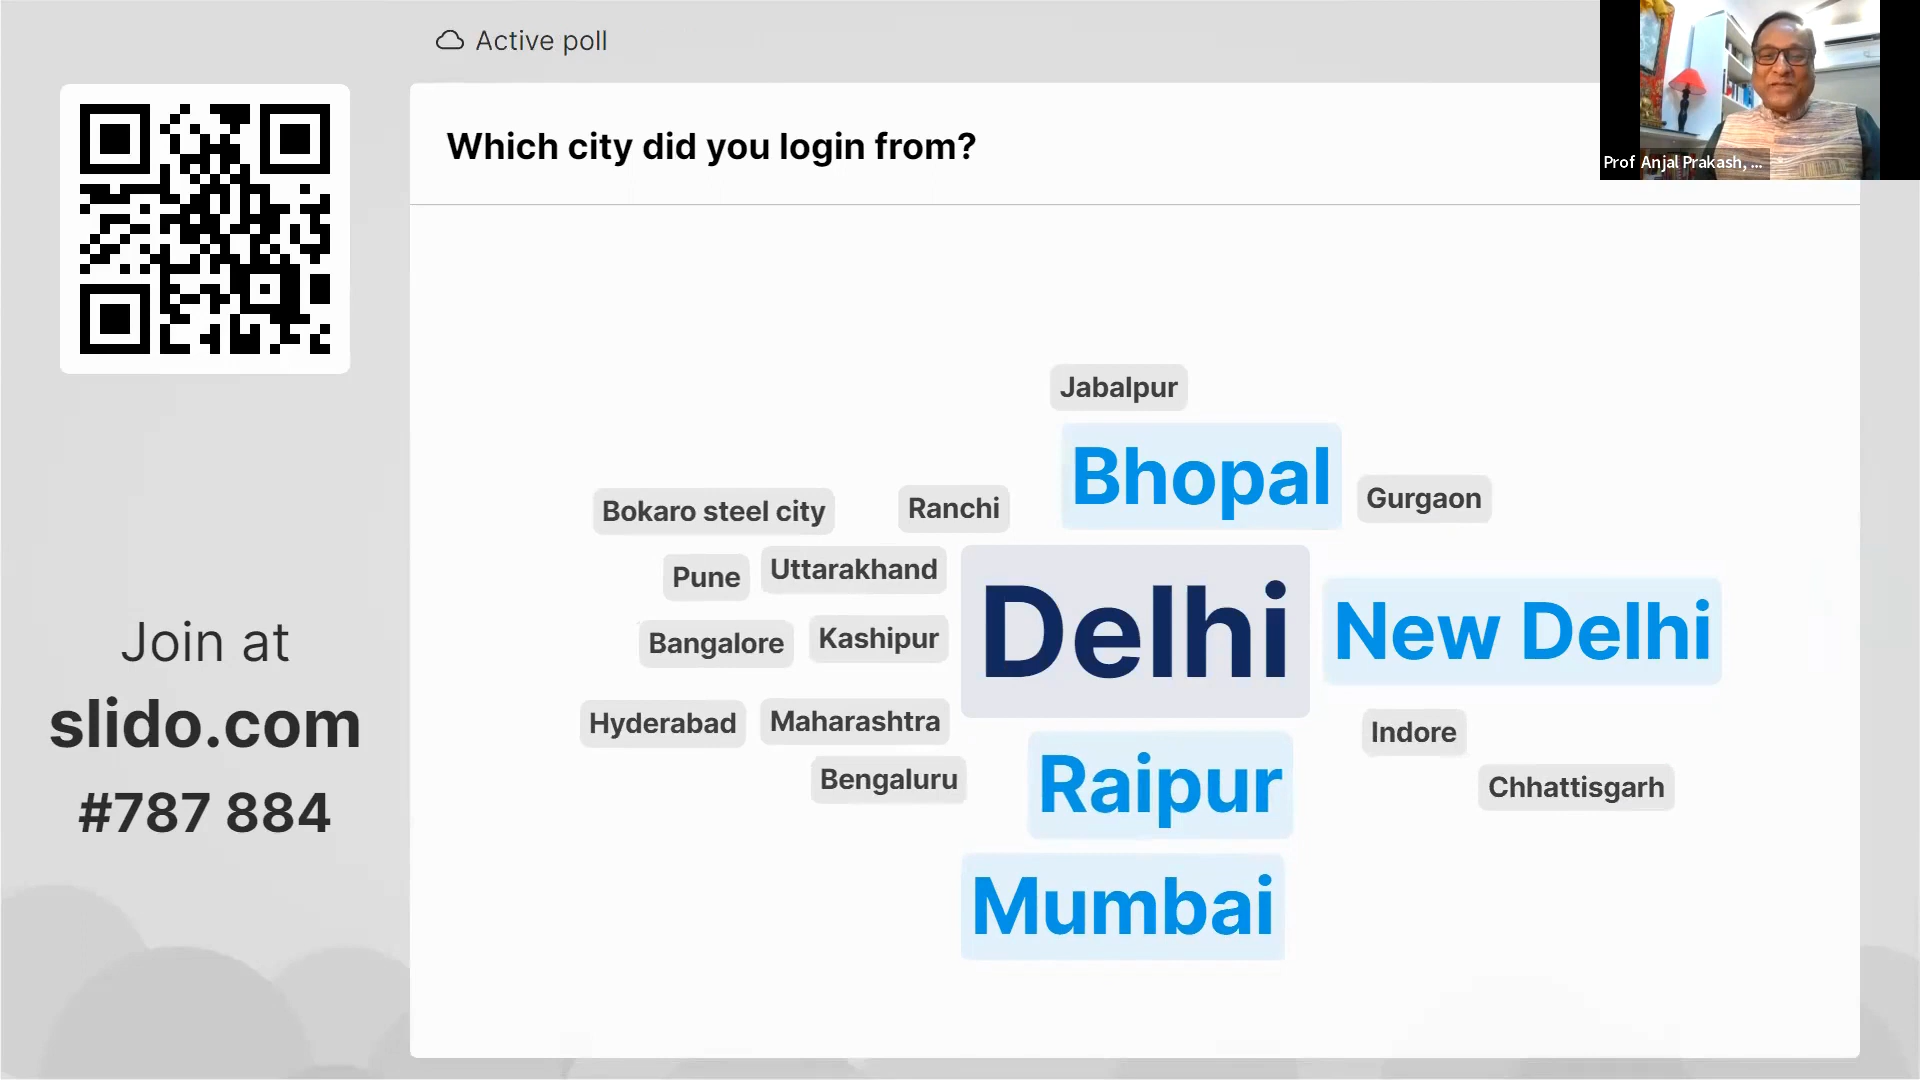 Active poll
Which city did you login from?
Prof Anjal Prakash, ...
Join at
slido.com
#787 884
Jabalpur
Bhopal
Gurgaon
Bokaro steel city
Ranchi
Pune
Uttarakhand
Delhi
New Delhi
Bangalore
Kashipur
Hyderabad
Maharashtra
Indore
Bengaluru
Raipur
Chhattisgarh
Mumbai